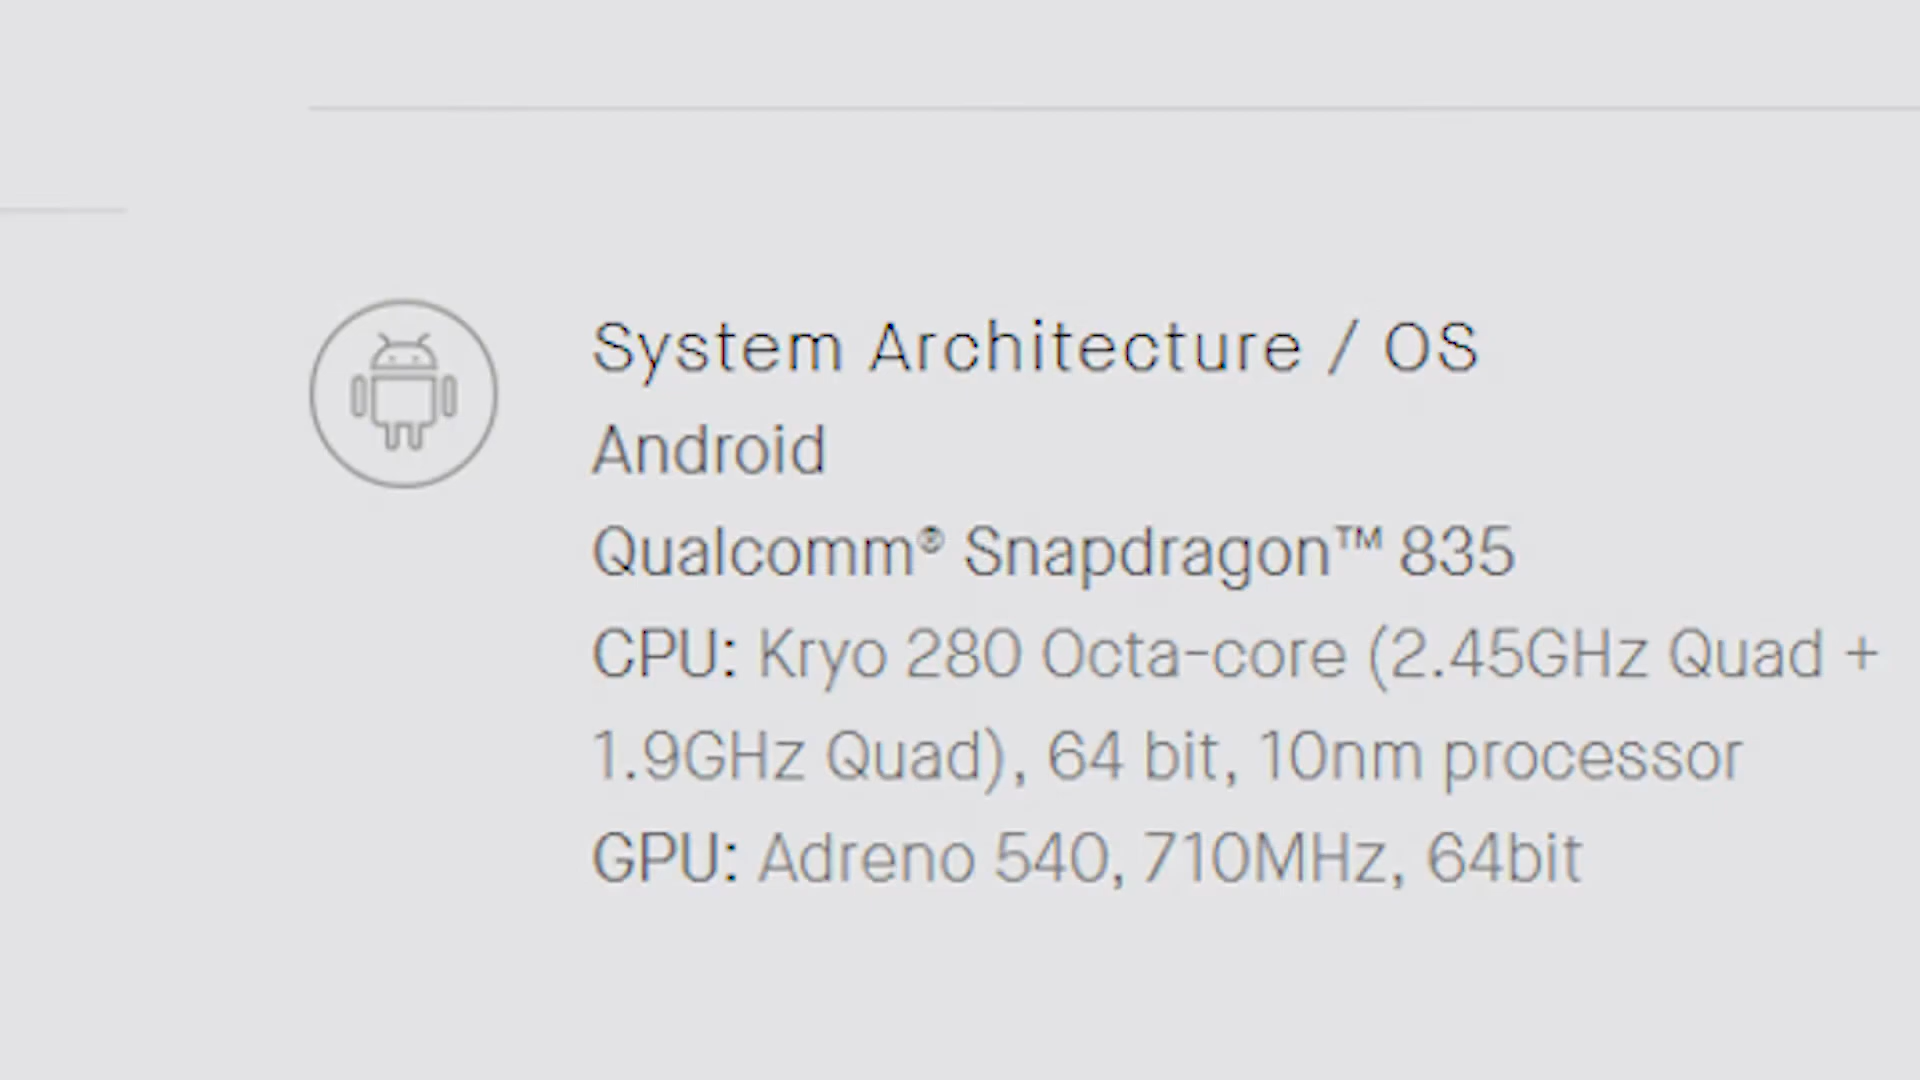 System Architecture / OS
Android
Qualcomm® Snapdragon™ 835
CPU: Kryo 280 Octa-core (2.45GHz Quad +
1.9GHz Quad), 64 bit, 10nm processor
GPU: Adreno 540, 710MHz, 64bit